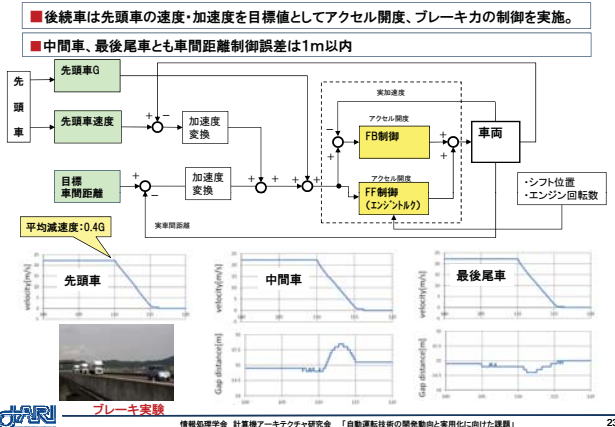 ■後続車は先頭車の速度・加速度を目標値としてアクセル開度、ブレーキ力の制御を実施。
■中間車、最後尾車とも車間距離制御誤差は1m以内
先頭車
先頭車G
先頭車速度
加速度
変換
目標
車間距離
加速度
変換
実車間距離
実加速度
アクセル開度
FB制御
アクセル開度
FF制御
(エンジントルク)
車両
・シフト位置
・エンジン回転数
平均減速度:0.4G
先頭車
velocity[m/s]
中間車
velocity[m/s]
Gap distance[m]
最後尾車
velocity[m/s]
Gap distance[m]
ブレーキ実験
JARI
情報処理学会 計算機アーキテクチャ研究会 「自動運転技術の開発動向と実用化に向けた課題」